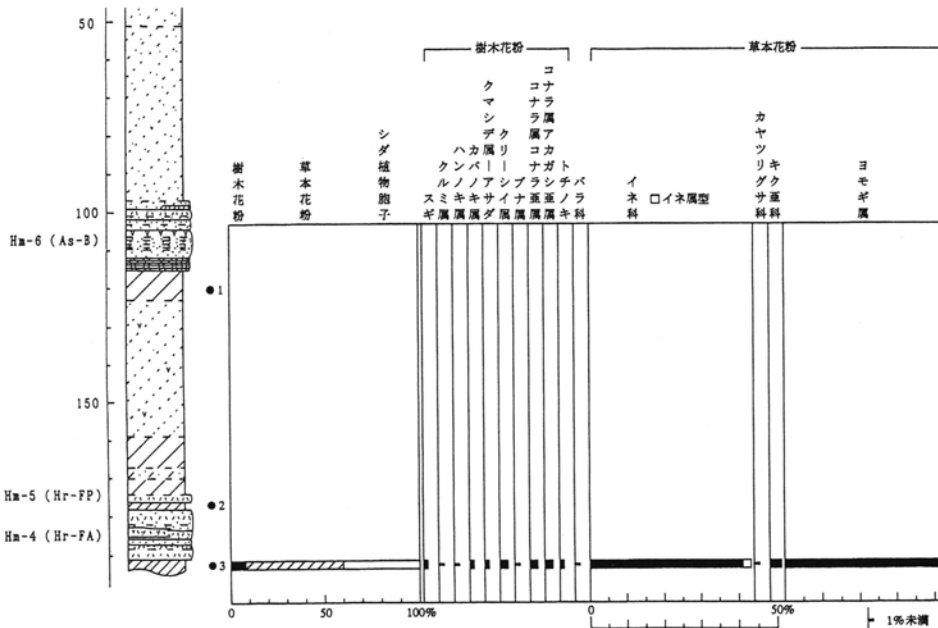 50
100
150
Hm-6 (As-B)
Hm-5 (Hr-FP)
Hm-4 (Hr-FA)
樹木花粉
草本花粉
樹木花粉
草本花粉
シダ植物胞子
スギ
クルミ属
ハンノキ属
カバノキ属
クマシデ属―アサダ
クリ―シイ属
ブナ属
コナラ属コナラ亜属
コナラ属アカガシ亜属
トチノキ
バラ科
イネ科
□イネ属型
カヤツリグサ科
キク亜科
ヨモギ属
●1
●2
●3
0 50 100%
0 50%
1%未満